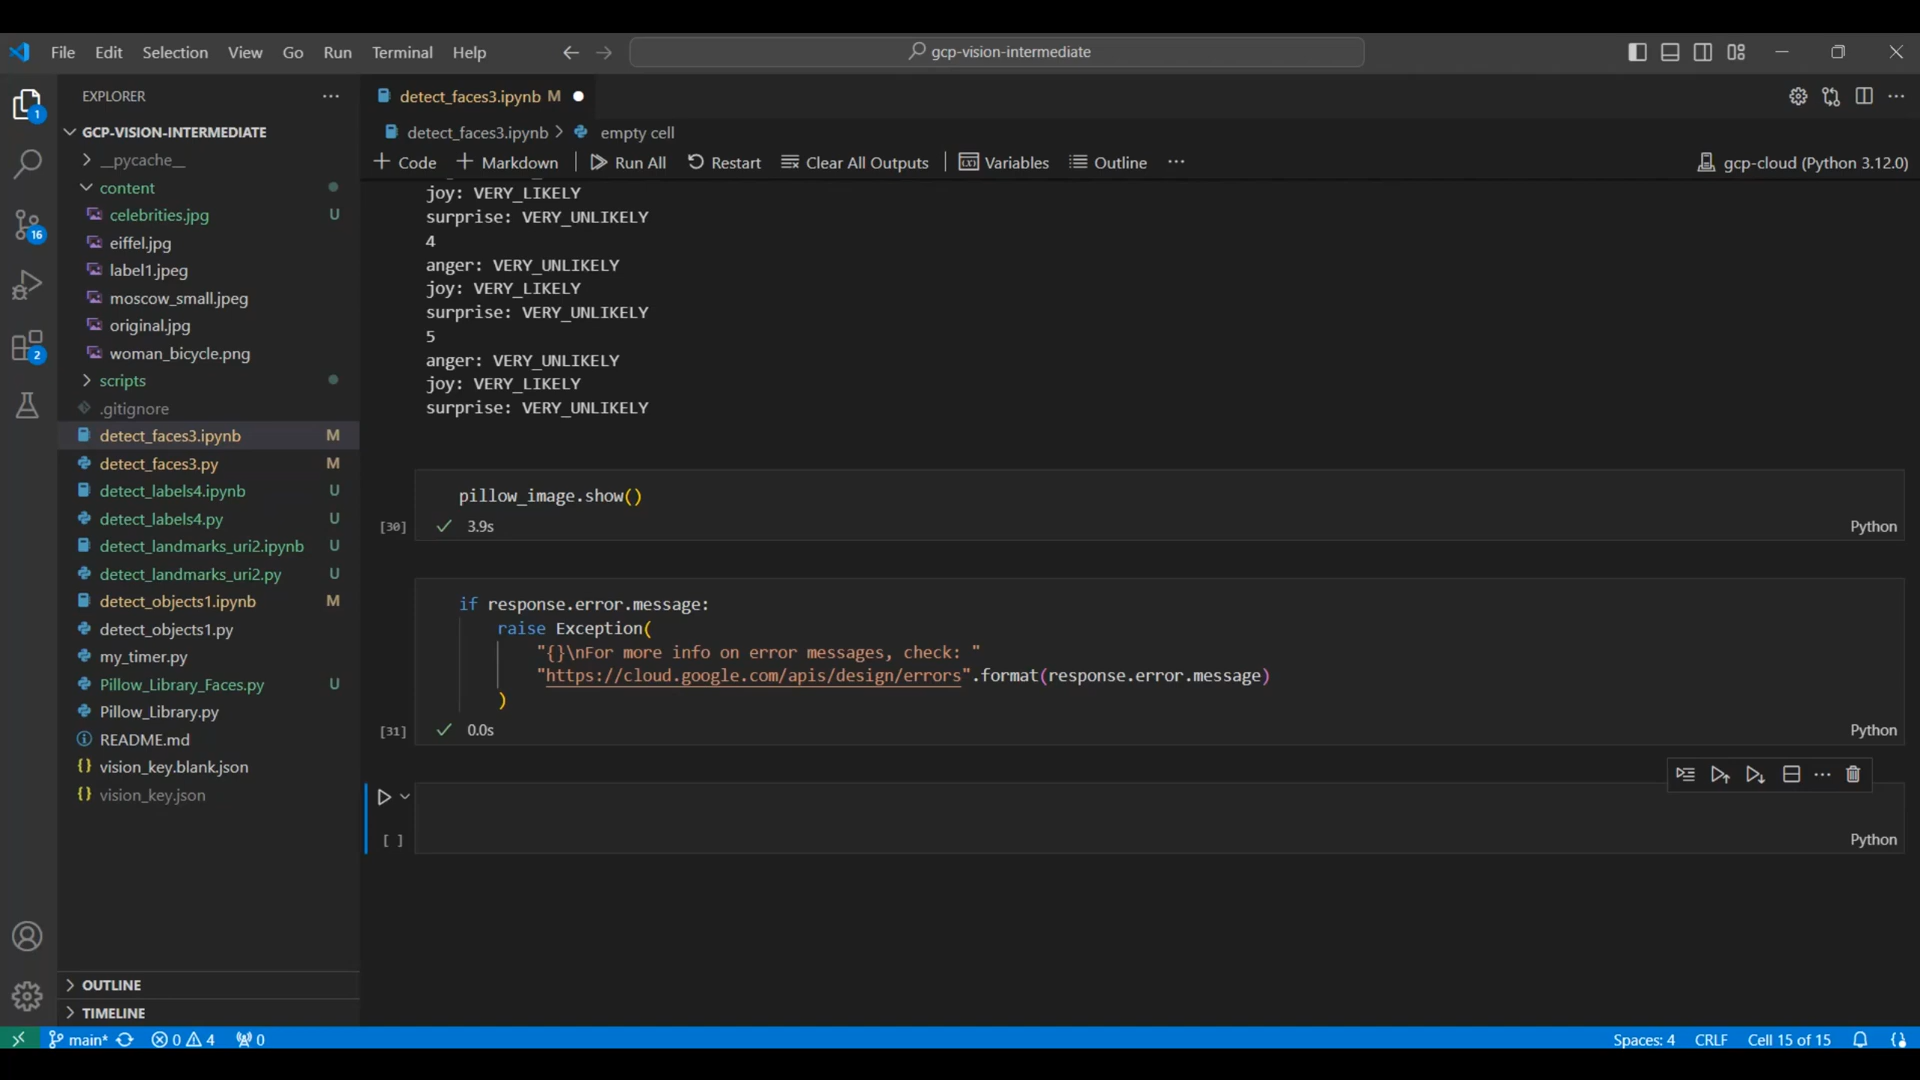 File Edit Selection View Go Run Terminal Help
gcp-vision-intermediate
EXPLORER
GCP-VISION-INTERMEDIATE
__pycache__
content
celebrities.jpg U
eiffel.jpg
label1.jpeg
moscow_small.jpeg
original.jpg
woman_bicycle.png
scripts
.gitignore
detect_faces3.ipynb M
detect_faces3.py M
detect_labels4.ipynb U
detect_labels4.py U
detect_landmarks_uri2.ipynb U
detect_landmarks_uri2.py U
detect_objects1.ipynb M
detect_objects1.py
my_timer.py
Pillow_Library_Faces.py U
Pillow_Library.py
README.md
vision_key.blank.json
vision_key.json
OUTLINE
TIMELINE
1
16
2
detect_faces3.ipynb M
detect_faces3.ipynb > empty cell
+ Code + Markdown Run All Restart Clear All Outputs Variables Outline ...
gcp-cloud (Python 3.12.0)
joy: VERY_LIKELY
surprise: VERY_UNLIKELY
4
anger: VERY_UNLIKELY
joy: VERY_LIKELY
surprise: VERY_UNLIKELY
5
anger: VERY_UNLIKELY
joy: VERY_LIKELY
surprise: VERY_UNLIKELY
pillow_image.show()
[30] ✓ 3.9s Python
if response.error.message:
raise Exception(
"{}\nFor more info on error messages, check: "
"https://cloud.google.com/apis/design/errors".format(response.error.message)
)
[31] ✓ 0.0s Python
[ ] Python
main* 0 4 0
Spaces: 4 CRLF Cell 15 of 15